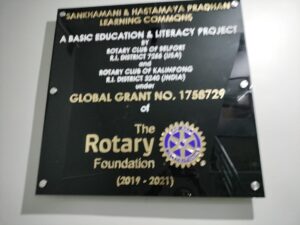 SANKHAMANI & HASTAMAYA PRADHAN
LEARNING COMMONS
A BASIC EDUCATION & LITERACY PROJECT
BY
ROTARY CLUB OF BELFORT
R.I. DISTRICT 7255 (USA)
and
ROTARY CLUB OF KALIMPONG
R.I. DISTRICT 3240 (INDIA)
under
GLOBAL GRANT NO. 1758729
of
The
Rotary
Foundation
(2019 - 2021)